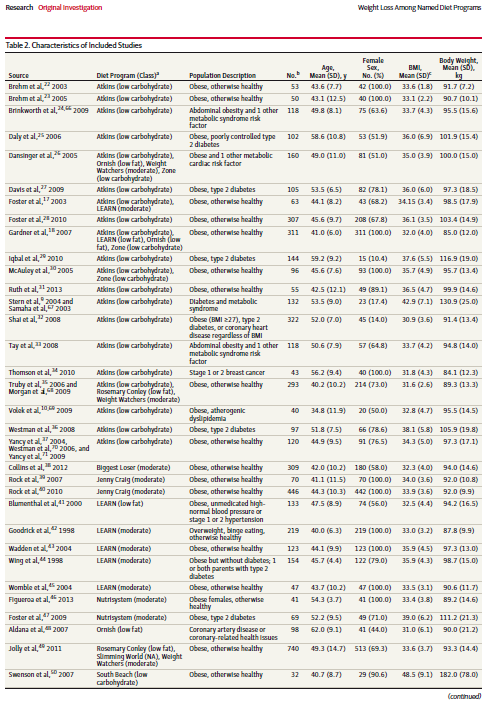 Research Original Investigation Weight Loss Among Named Diet Programs
Table 2. Characteristics of Included Studies
Source Diet Program (Class)a Population Description No.b Age, Mean (SD), y Female Sex, No. (%) BMI, Mean (SD)c Body Weight, Mean (SD), kg
Brehm et al,22 2003 Atkins (low carbohydrate) Obese, otherwise healthy 53 43.6 (7.7) 42 (100.0) 33.6 (1.8) 91.7 (7.2)
Brehm et al,23 2005 Atkins (low carbohydrate) Obese, otherwise healthy 50 43.1 (12.5) 40 (100.0) 33.1 (2.2) 90.7 (10.1)
Brinkworth et al,24,66 2009 Atkins (low carbohydrate) Abdominal obesity and 1 other 118 49.8 (8.1) 75 (63.6) 33.7 (4.3) 95.5 (15.6)
metabolic syndrome risk
factor
Daly et al,25 2006 Atkins (low carbohydrate) Obese, poorly controlled type 102 58.6 (10.8) 53 (51.9) 36.0 (6.9) 101.9 (15.4)
2 diabetes
Dansinger et al,26 2005 Atkins (low carbohydrate), Obese and 1 other metabolic 160 49.0 (11.0) 81 (51.0) 35.0 (3.9) 100.0 (15.0)
Ornish (low fat), Weight cardiac risk factor
Watchers (moderate), Zone
(low carbohydrate)
Davis et al,27 2009 Atkins (low carbohydrate) Obese, type 2 diabetes 105 53.5 (6.5) 82 (78.1) 36.0 (6.0) 97.3 (18.5)
Foster et al,17 2003 Atkins (low carbohydrate), Obese, otherwise healthy 63 44.1 (8.2) 43 (68.2) 34.15 (3.4) 98.5 (17.9)
LEARN (moderate)
Foster et al,28 2010 Atkins (low carbohydrate) Obese, otherwise healthy 307 45.6 (9.7) 208 (67.8) 36.1 (3.5) 103.4 (14.9)
Gardner et al,18 2007 Atkins (low carbohydrate), Obese, otherwise healthy 311 41.0 (6.0) 311 (100.0) 32.0 (4.0) 85.0 (12.0)
LEARN (low fat), Ornish (low
fat), Zone (low carbohydrate)
Iqbal et al,29 2010 Atkins (low carbohydrate) Obese, type 2 diabetes 144 59.2 (9.2) 15 (10.4) 37.6 (5.5) 116.9 (19.0)
McAuley et al,30 2005 Atkins (low carbohydrate), Obese, otherwise healthy 96 45.6 (7.6) 93 (100.0) 35.7 (4.9) 95.7 (13.4)
Zone (low carbohydrate)
Ruth et al,31 2013 Atkins (low carbohydrate) Obese, otherwise healthy 55 42.5 (12.1) 49 (89.1) 36.5 (4.7) 99.9 (14.6)
Stern et al,9 2004 and Atkins (low carbohydrate) Diabetes and metabolic 132 53.5 (9.0) 23 (17.4) 42.9 (7.1) 130.9 (25.0)
Samaha et al,67 2003 syndrome
Shai et al,32 2008 Atkins (low carbohydrate) Obese (BMI ≥27), type 2 322 52.0 (7.0) 45 (14.0) 30.9 (3.6) 91.4 (13.4)
diabetes, or coronary heart
disease regardless of BMI
Tay et al,33 2008 Atkins (low carbohydrate) Abdominal obesity and 1 other 118 50.6 (7.9) 57 (64.8) 33.7 (4.2) 94.8 (14.0)
metabolic syndrome risk
factor
Thomson et al,34 2010 Atkins (low carbohydrate) Stage 1 or 2 breast cancer 43 56.2 (9.4) 40 (100.0) 31.8 (4.3) 84.1 (12.3)
Truby et al,35 2006 and Atkins (low carbohydrate), Obese, otherwise healthy 293 40.2 (10.2) 214 (73.0) 31.6 (2.6) 89.3 (13.3)
Morgan et al,68 2009 Rosemary Conley (low fat),
Weight Watchers (moderate)
Volek et al,10,69 2009 Atkins (low carbohydrate) Obese, atherogenic 40 34.8 (11.9) 20 (50.0) 32.8 (4.7) 95.5 (14.5)
dyslipidemia
Westman et al,36 2008 Atkins (low carbohydrate) Obese, type 2 diabetes 97 51.8 (7.5) 66 (78.6) 38.1 (5.8) 105.9 (19.8)
Yancy et al,37 2004, Atkins (low carbohydrate) Obese, otherwise healthy 120 44.9 (9.5) 91 (76.5) 34.3 (5.0) 97.3 (17.1)
Westman et al,70 2006, and
Yancy et al,71 2009
Collins et al,38 2012 Biggest Loser (moderate) Obese, otherwise healthy 309 42.0 (10.2) 180 (58.0) 32.3 (4.0) 94.0 (14.6)
Rock et al,39 2007 Jenny Craig (moderate) Obese, otherwise healthy 70 41.1 (11.5) 70 (100.0) 34.0 (3.6) 92.0 (10.8)
Rock et al,40 2010 Jenny Craig (moderate) Obese, otherwise healthy 446 44.3 (10.3) 442 (100.0) 33.9 (3.6) 92.0 (9.9)
Blumenthal et al,41 2000 LEARN (low fat) Obese, unmedicated high- 133 47.5 (8.9) 74 (56.0) 32.5 (4.4) 94.2 (16.5)
normal blood pressure or
stage 1 or 2 hypertension
Goodrick et al,42 1998 LEARN (moderate) Overweight, binge eating, 219 40.0 (6.3) 219 (100.0) 33.0 (3.2) 87.8 (9.9)
otherwise healthy
Wadden et al,43 2004 LEARN (moderate) Obese, otherwise healthy 123 44.1 (9.9) 123 (100.0) 35.9 (4.5) 97.3 (13.0)
Wing et al,44 1998 LEARN (moderate) Obese but without diabetes; 1 154 45.7 (4.4) 122 (79.0) 35.9 (4.3) 98.7 (15.0)
or both parents with type 2
diabetes
Womble et al,45 2004 LEARN (moderate) Obese, otherwise healthy 47 43.7 (10.2) 47 (100.0) 33.5 (3.1) 90.6 (11.7)
Figueroa et al,46 2013 Nutrisystem (moderate) Obese females, otherwise 41 54.3 (3.7) 41 (100.0) 33.4 (3.8) 89.2 (14.6)
healthy
Foster et al,47 2009 Nutrisystem (moderate) Obese, type 2 diabetes 69 52.2 (9.5) 49 (71.0) 39.0 (6.2) 111.2 (21.3)
Aldana et al,48 2007 Ornish (low fat) Coronary artery disease or 98 62.0 (9.1) 41 (44.0) 31.0 (6.1) 90.0 (21.2)
coronary-related health issues
Jolly et al,49 2011 Rosemary Conley (low fat), Obese, otherwise healthy 740 49.3 (14.7) 513 (69.3) 33.6 (3.7) 93.3 (14.4)
Slimming World (NA), Weight
Watchers (moderate)
Swenson et al,50 2007 South Beach (low Obese, otherwise healthy 32 40.7 (8.7) 29 (90.6) 48.5 (9.1) 182.0 (78.0)
carbohydrate)
(continued)